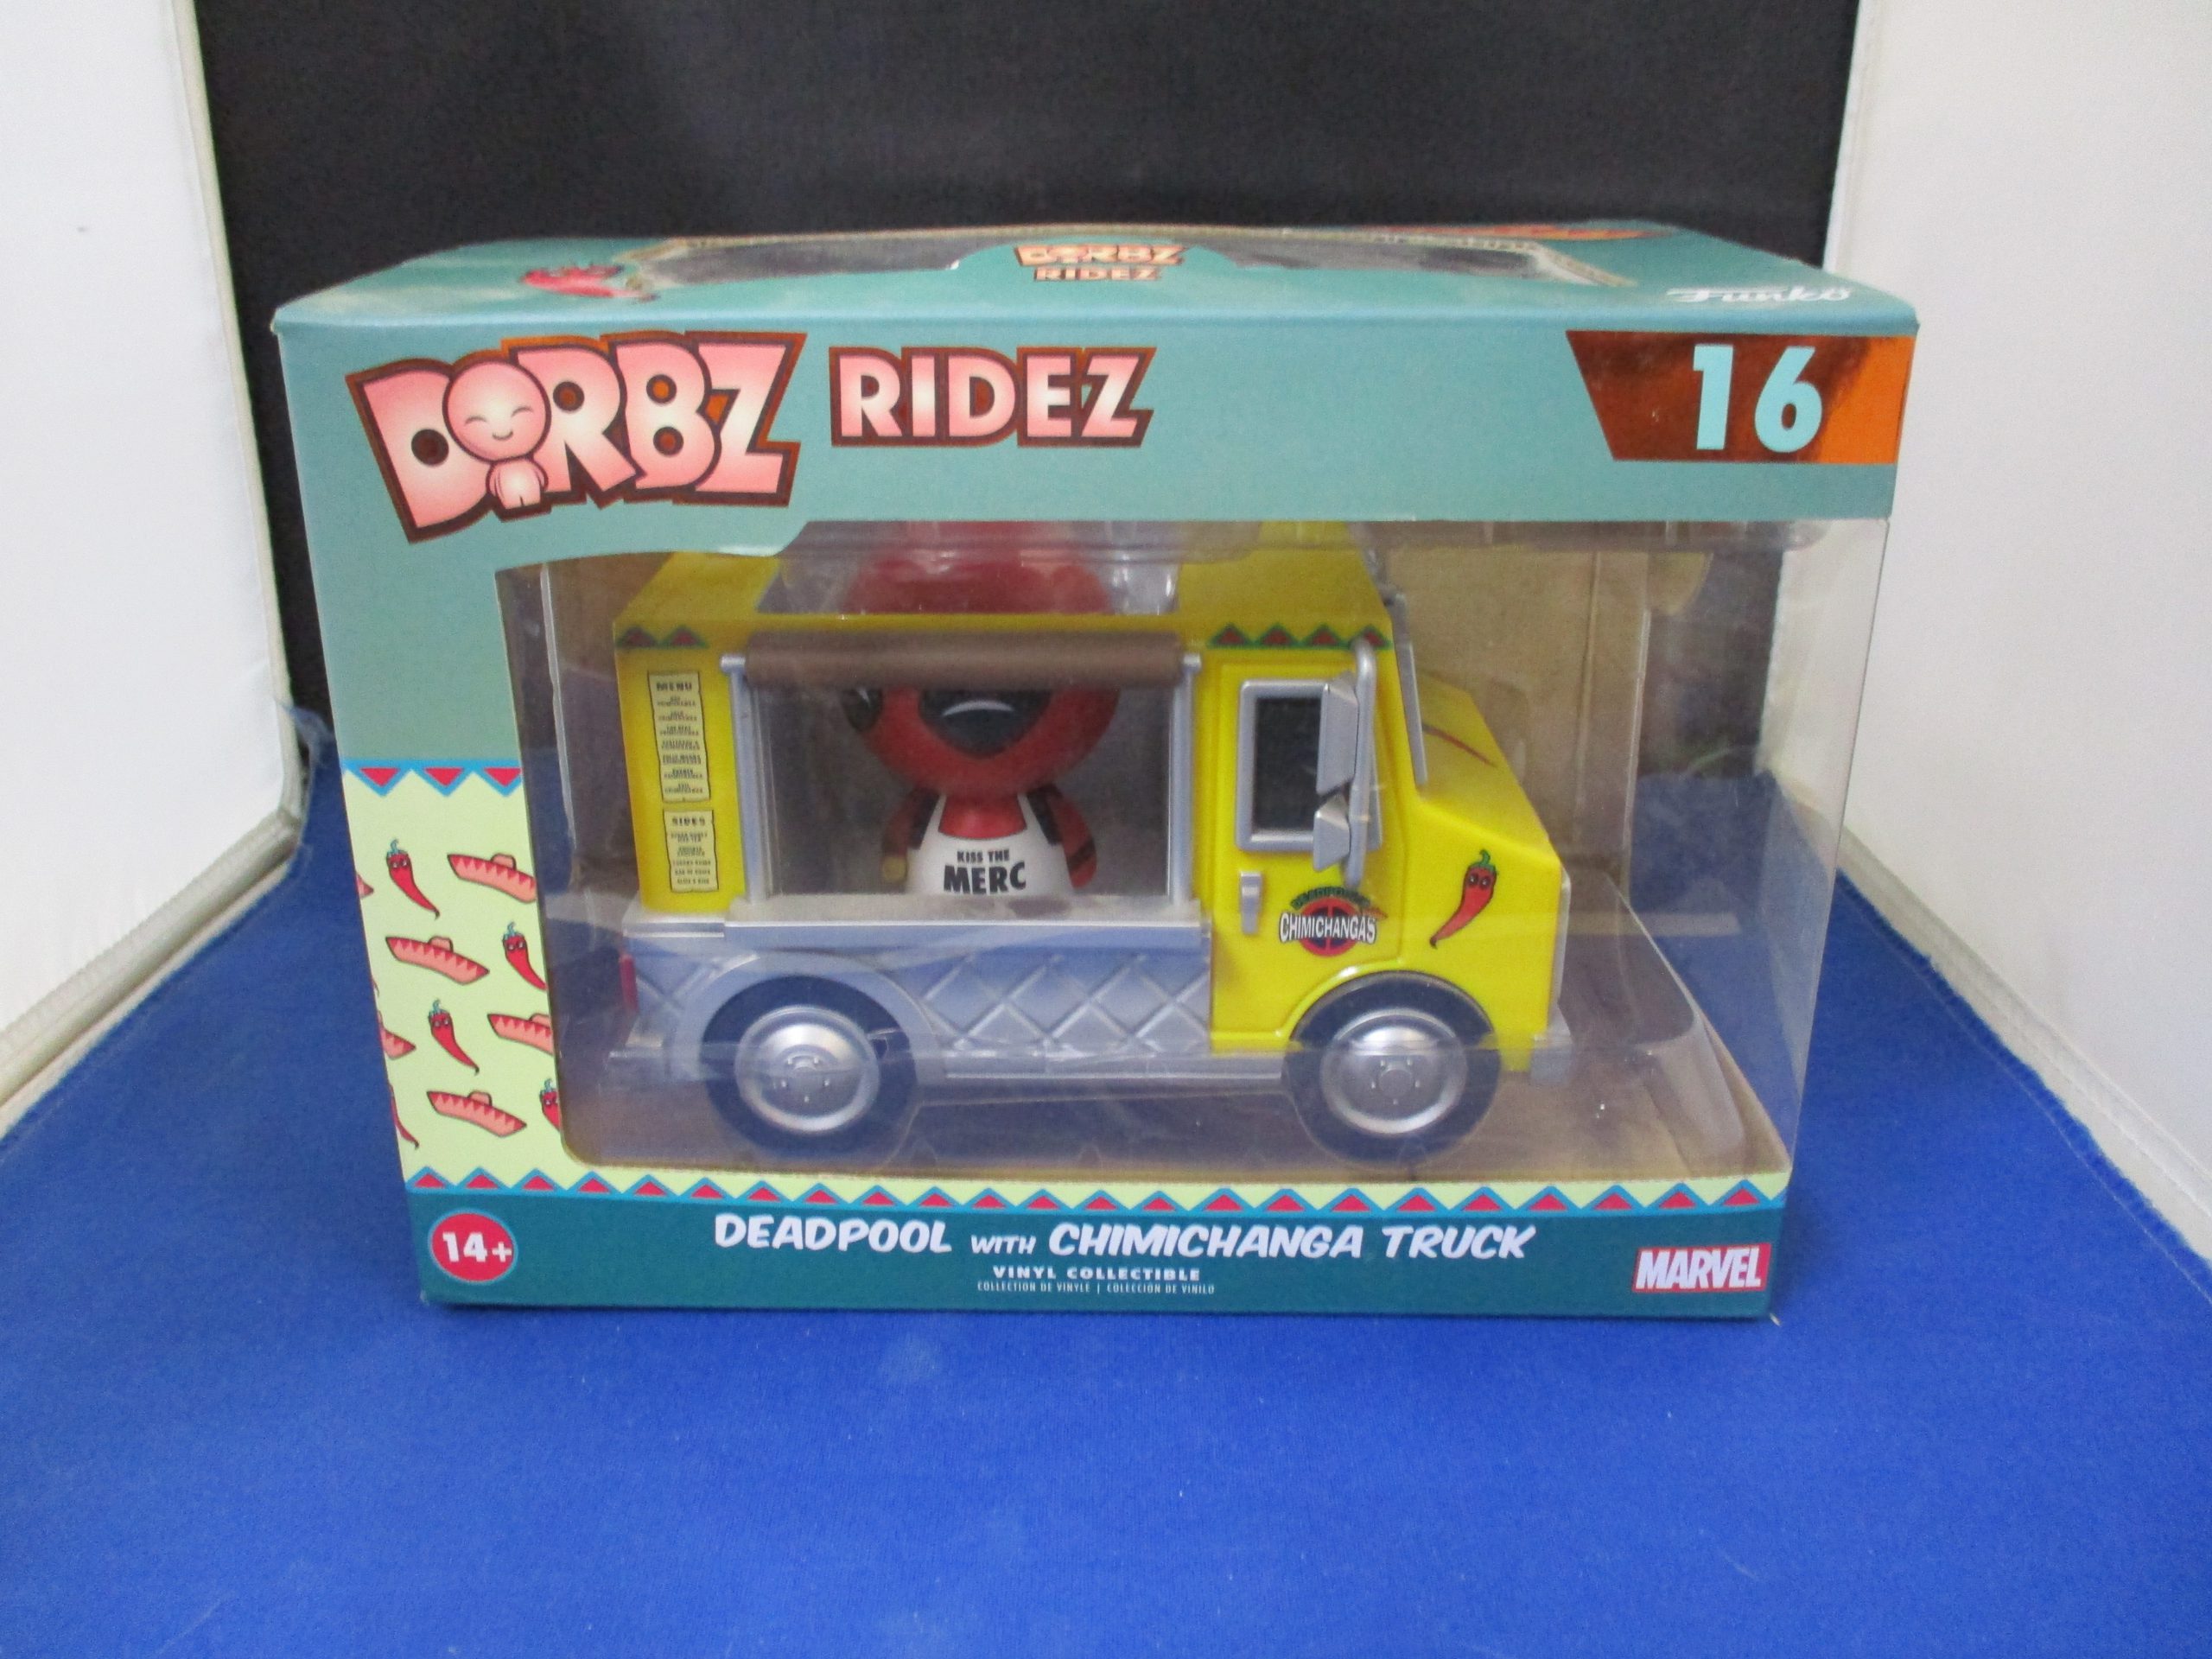 DORBZ
RIDEZ
Funko
DORBZ RIDEZ
16
MENU
SIDES
KISS THE
MERC
DEADPOOL'S
CHIMICHANGAS
14+
DEADPOOL WITH CHIMICHANGA TRUCK
VINYL COLLECTIBLE
COLLECTION DE VINYLE | COLECCIÓN DE VINILO
MARVEL